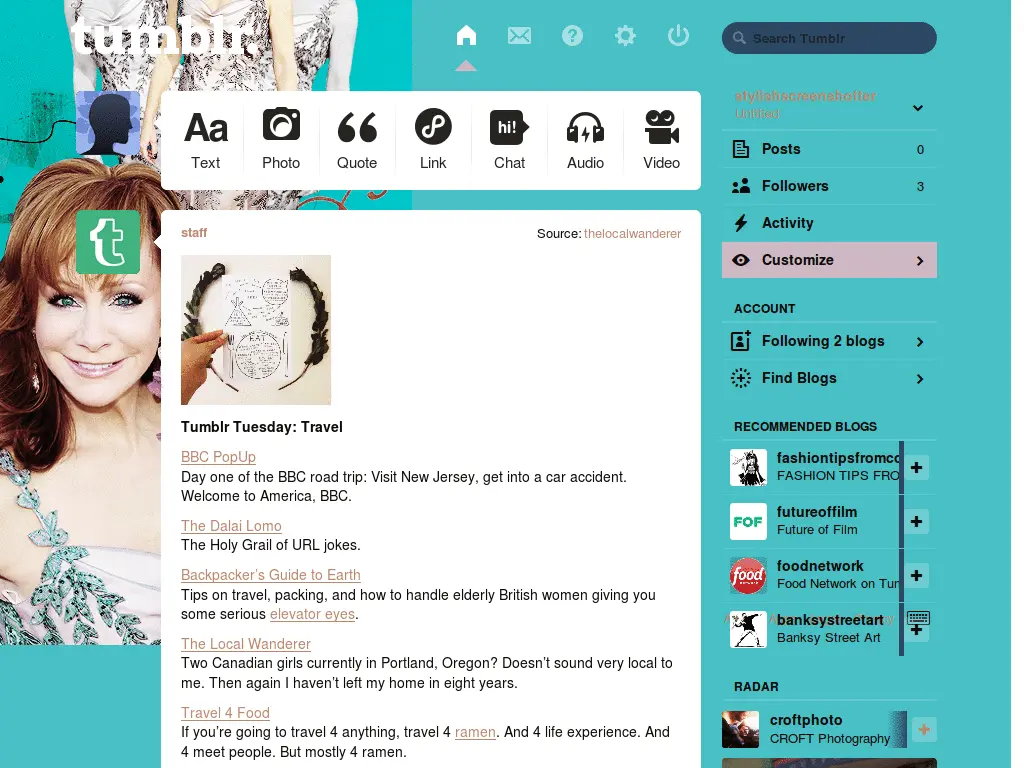 tumblr.
Search Tumblr
stylishscreenshotter
Untitled
Aa
hi!
Text
Photo
Quote
Link
Chat
Audio
Video
Posts 0
Followers 3
Activity
Customize
ACCOUNT
Following 2 blogs
Find Blogs
staff
Source: thelocalwanderer
EAT
Tumblr Tuesday: Travel
BBC PopUp
Day one of the BBC road trip: Visit New Jersey, get into a car accident.
Welcome to America, BBC.
The Dalai Lomo
The Holy Grail of URL jokes.
Backpacker’s Guide to Earth
Tips on travel, packing, and how to handle elderly British women giving you
some serious elevator eyes.
The Local Wanderer
Two Canadian girls currently in Portland, Oregon? Doesn’t sound very local to
me. Then again I haven’t left my home in eight years.
Travel 4 Food
If you’re going to travel 4 anything, travel 4 ramen. And 4 life experience. And
4 meet people. But mostly 4 ramen.
RECOMMENDED BLOGS
fashiontipsfromco
FASHION TIPS FRO
FOF
futureoffilm
Future of Film
food
foodnetwork
Food Network on Tum
banksystreetart
Banksy Street Art
RADAR
croftphoto
CROFT Photography